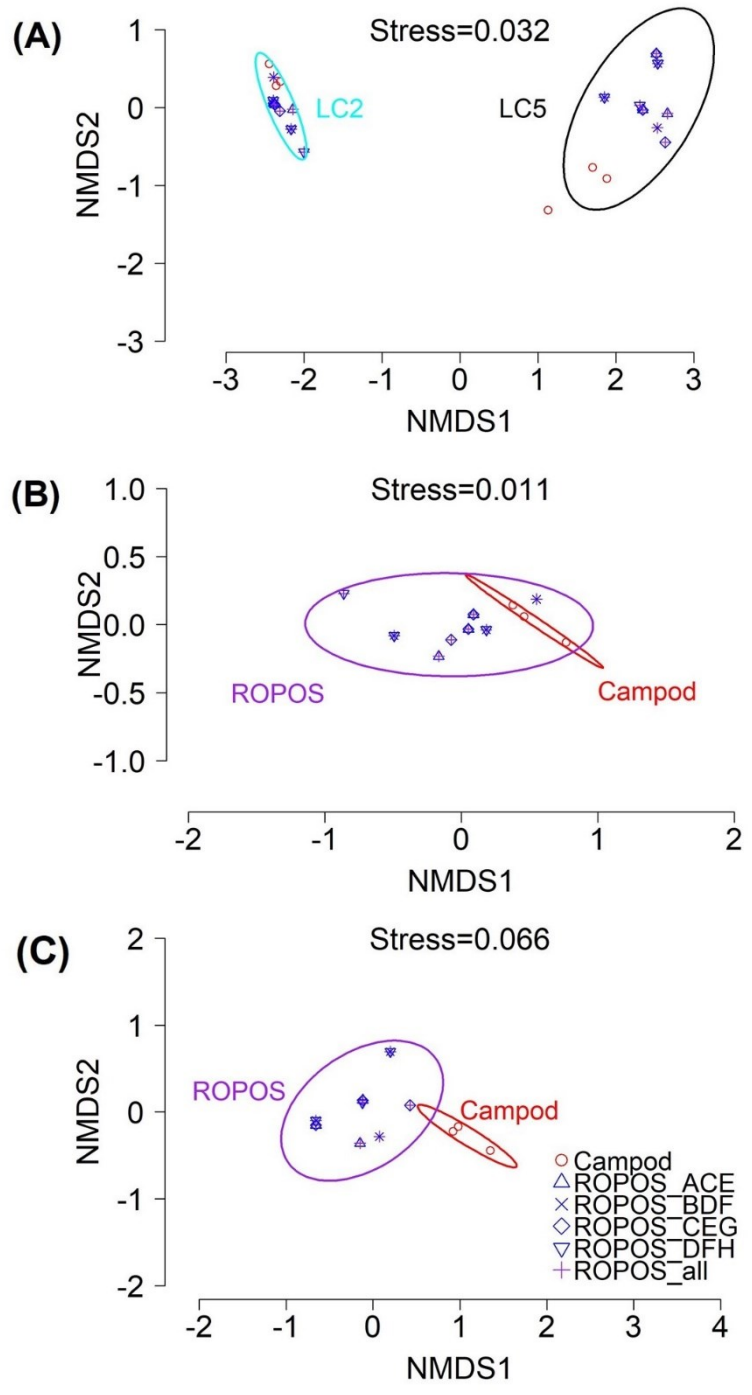 (A)
Stress=0.032
1
0
-1
-2
-3
NMDS2
LC2
LC5
-3 -2 -1 0 1 2 3
NMDS1
(B)
Stress=0.011
1.0
0.5
0.0
-0.5
-1.0
NMDS2
ROPOS
Campod
-2 -1 0 1 2
NMDS1
(C)
Stress=0.066
2
1
0
-1
-2
NMDS2
ROPOS
Campod
Campod
ROPOS_ACE
ROPOS_BDF
ROPOS_CEG
ROPOS_DFH
ROPOS_all
-2 -1 0 1 2 3 4
NMDS1